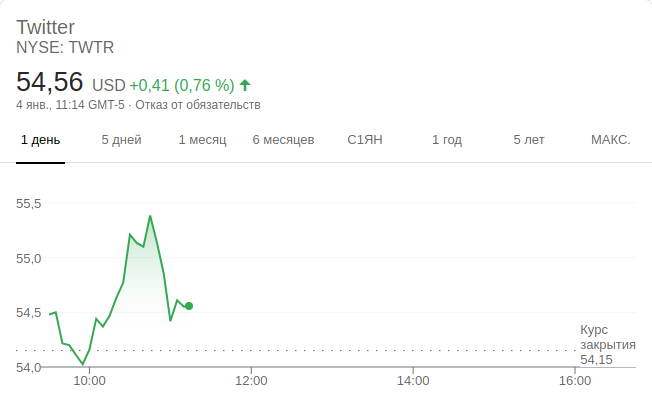 Twitter
NYSE: TWTR
54,56 USD +0,41 (0,76 %)
4 янв., 11:14 GMT-5 · Отказ от обязательств
1 день 5 дней 1 месяц 6 месяцев С1ЯН 1 год 5 лет МАКС.
55,5
55,0
54,5
Курс
закрытия
54,15
54,0
10:00 12:00 14:00 16:00